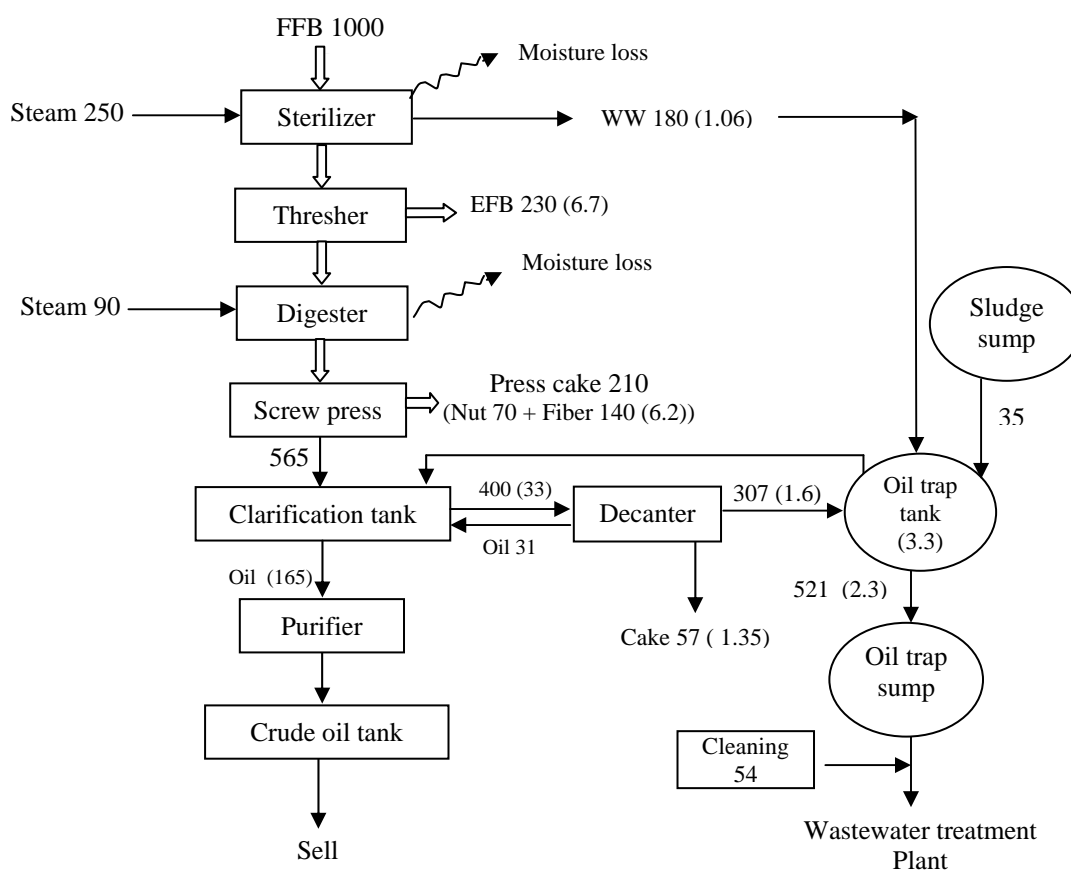 FFB 1000
Moisture loss
Steam 250
Sterilizer
WW 180 (1.06)
Thresher
EFB 230 (6.7)
Moisture loss
Steam 90
Digester
Sludge
sump
Press cake 210
(Nut 70 + Fiber 140 (6.2))
Screw press
35
565
400 (33)
307 (1.6)
Oil trap
tank
(3.3)
Clarification tank
Decanter
Oil 31
Oil (165)
521 (2.3)
Purifier
Cake 57 ( 1.35)
Oil trap
sump
Crude oil tank
Cleaning
54
Sell
Wastewater treatment
Plant